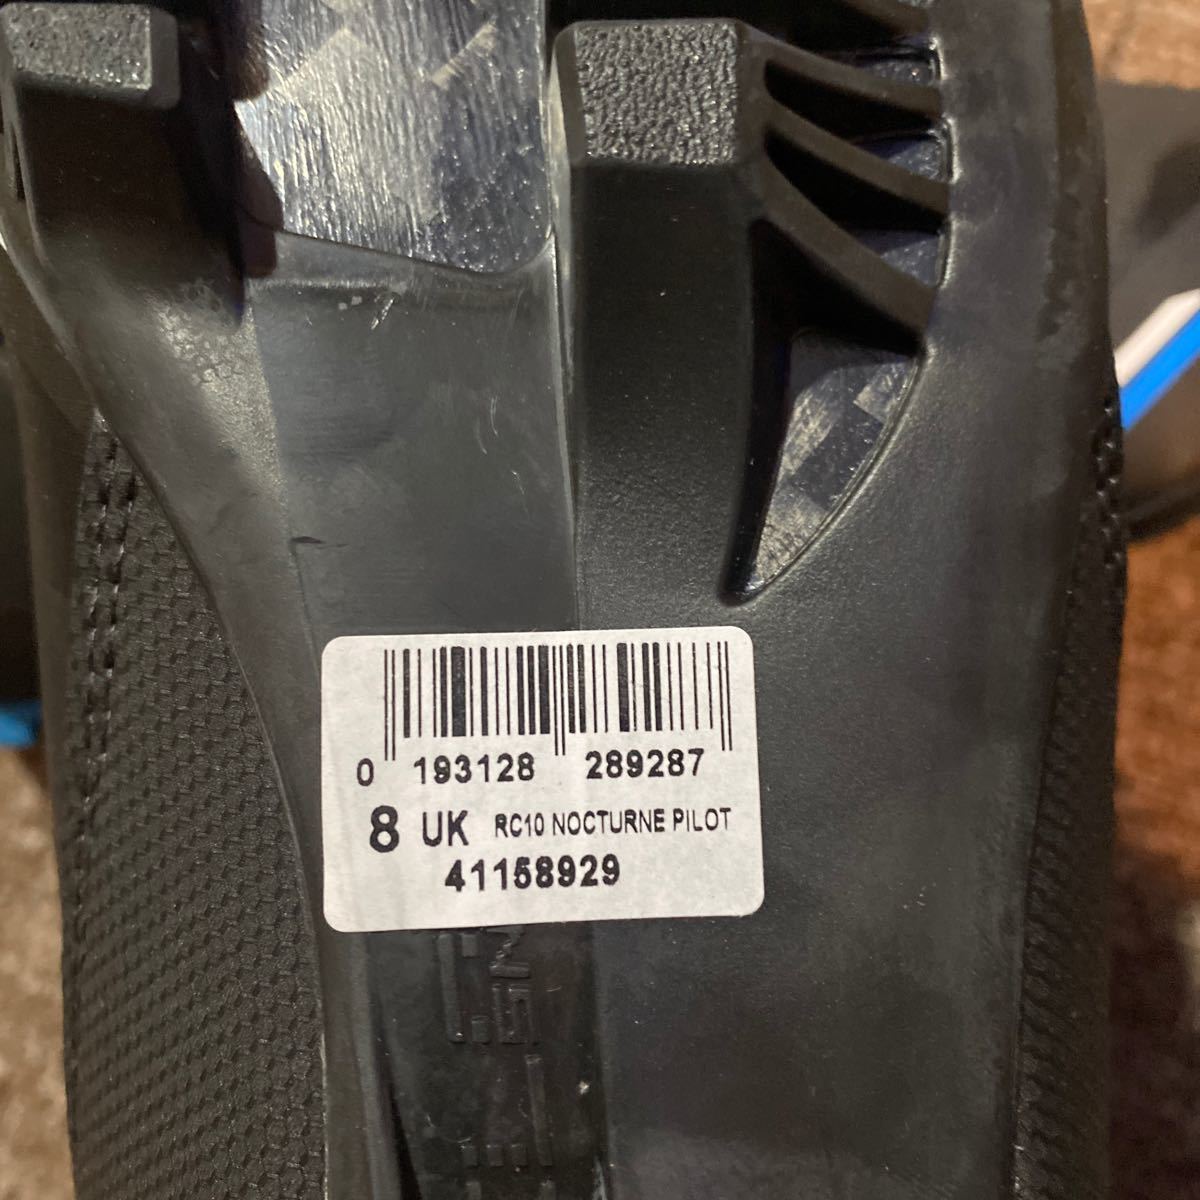 0 193128 289287
8 UK RC10 NOCTURNE PILOT
41158929